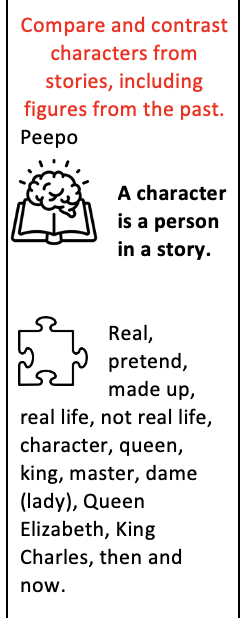 Compare and contrast
characters from
stories, including
figures from the past.
Peepo
A character
is a person
in a story.
Real,
pretend,
made up,
real life, not real life,
character, queen,
king, master, dame
(lady), Queen
Elizabeth, King
Charles, then and
now.